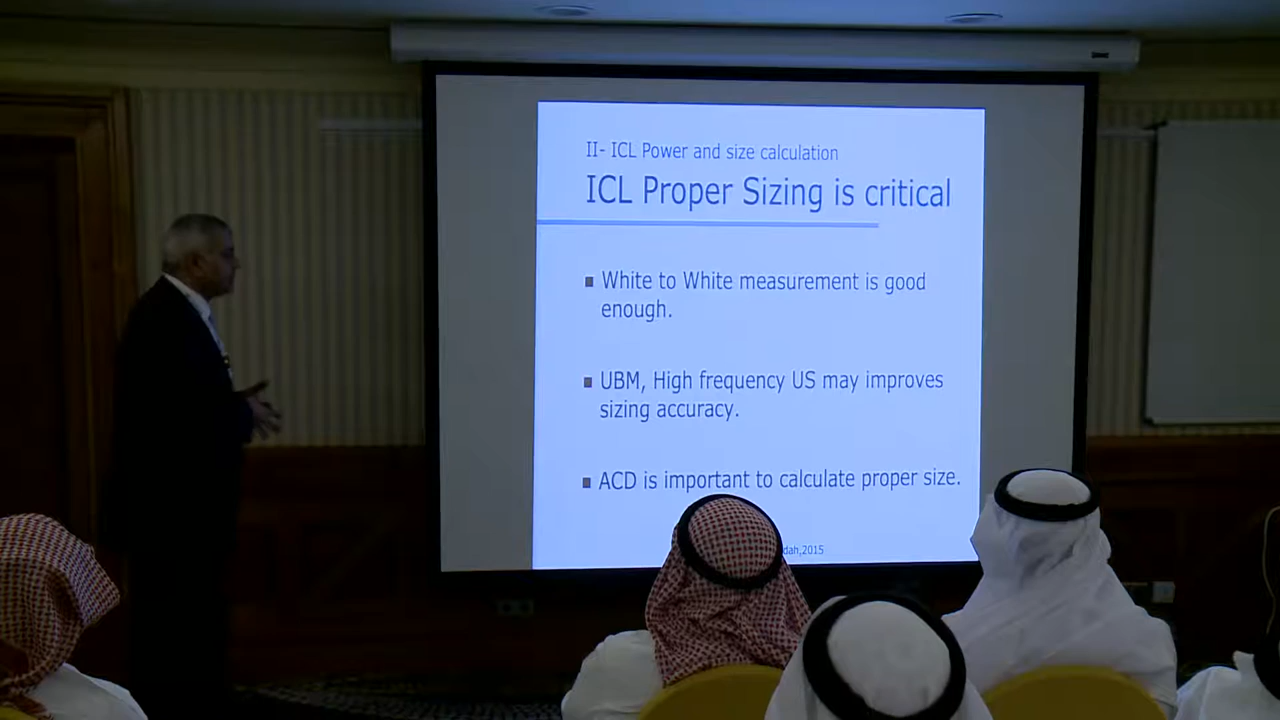 II- ICL Power and size calculation
ICL Proper Sizing is critical
■ White to White measurement is good
enough.
■ UBM, High frequency US may improves
sizing accuracy.
■ ACD is important to calculate proper size.
2015